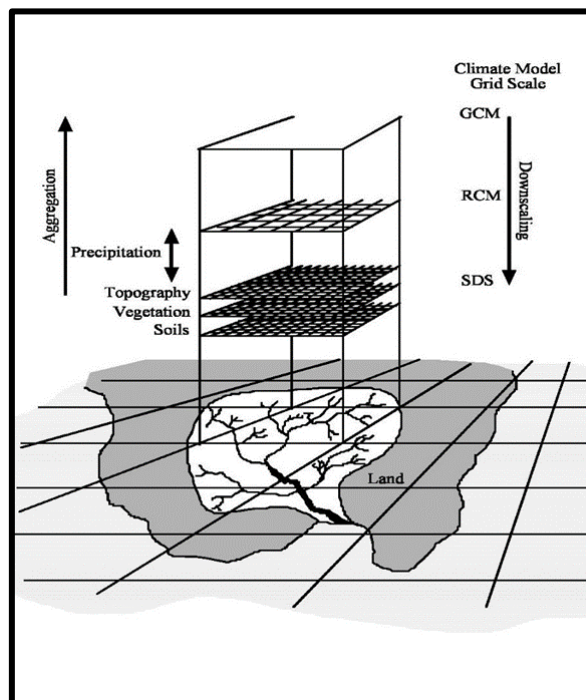 Climate Model
Grid Scale
GCM
Aggregation
Downscaling
RCM
Precipitation
SDS
Topography
Vegetation
Soils
Land